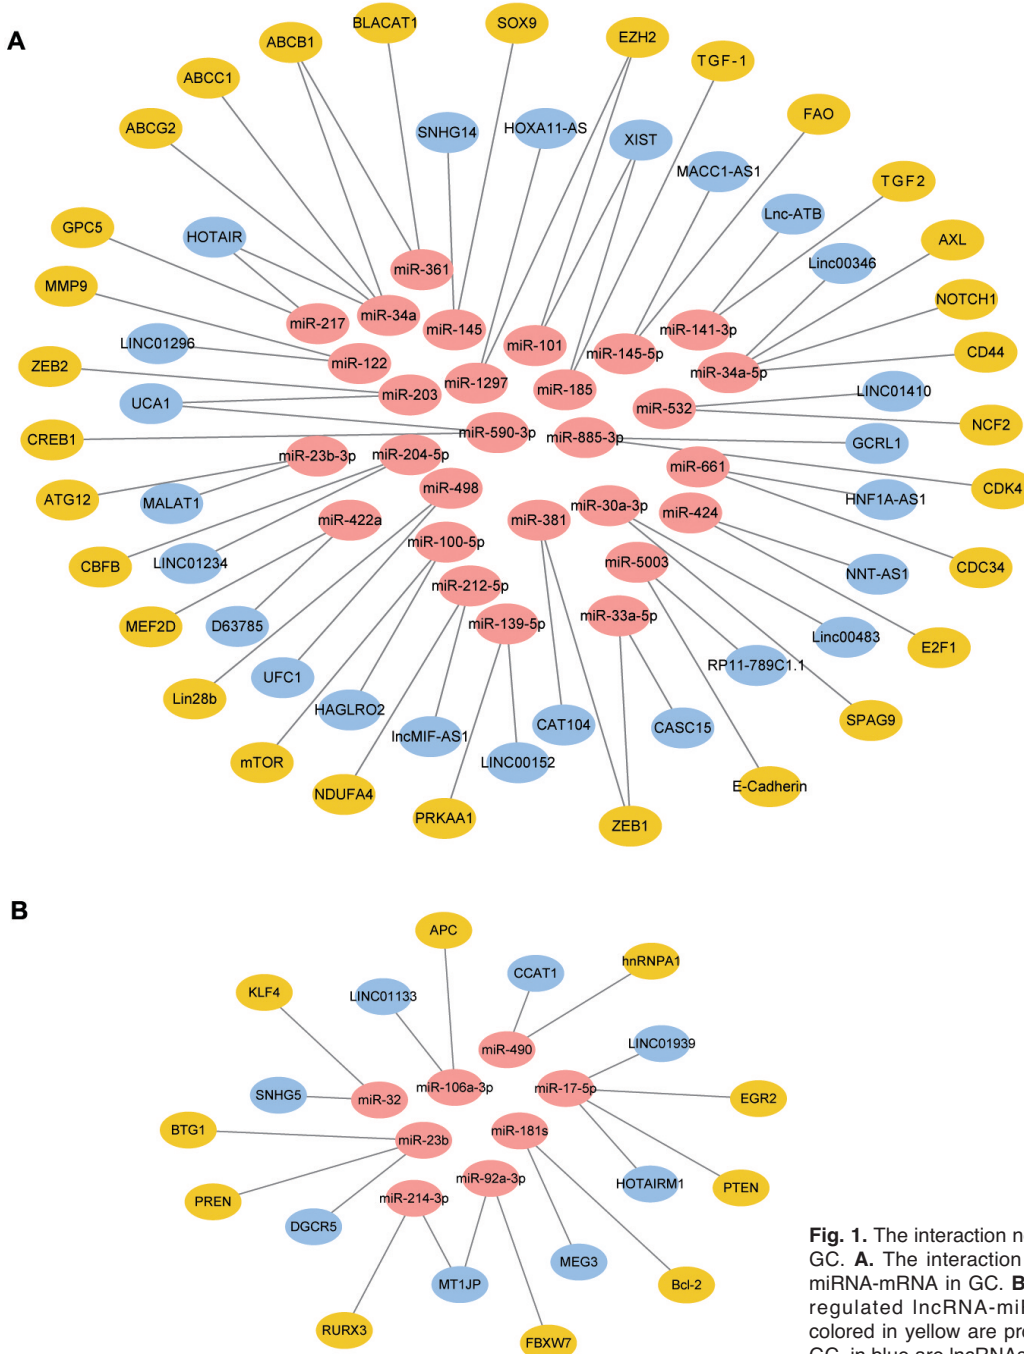 A
BLACAT1
SOX9
EZH2
ABCB1
TGF-1
ABCC1
FAO
ABCG2
SNHG14
HOXA11-AS
XIST
MACC1-AS1
TGF2
Lnc-ATB
GPC5
HOTAIR
AXL
Linc00346
miR-361
MMP9
NOTCH1
miR-217
miR-34a
miR-145
miR-141-3p
LINC01296
miR-101
miR-145-5p
CD44
ZEB2
miR-122
miR-34a-5p
miR-203
miR-1297
miR-185
LINC01410
UCA1
miR-532
NCF2
CREB1
miR-590-3p
miR-885-3p
GCRL1
miR-23b-3p
miR-204-5p
miR-661
CDK4
ATG12
MALAT1
miR-498
HNF1A-AS1
miR-30a-3p
miR-424
miR-422a
miR-381
miR-100-5p
CBFB
LINC01234
miR-5003
NNT-AS1
CDC34
miR-212-5p
MEF2D
D63785
miR-139-5p
miR-33a-5p
Linc00483
E2F1
UFC1
RP11-789C1.1
Lin28b
HAGLRO2
SPAG9
lncMIF-AS1
CAT104
CASC15
mTOR
LINC00152
NDUFA4
E-Cadherin
PRKAA1
ZEB1
B
APC
CCAT1
hnRNPA1
KLF4
LINC01133
miR-490
LINC01939
SNHG5
miR-32
miR-106a-3p
miR-17-5p
EGR2
BTG1
miR-23b
miR-181s
PREN
miR-214-3p
miR-92a-3p
HOTAIRM1
PTEN
DGCR5
MT1JP
MEG3
Bcl-2
RURX3
FBXW7
Fig. 1. The interaction
GC. A. The interaction
miRNA-mRNA in GC. B
regulated
colored in yellow are
GC, in blue are